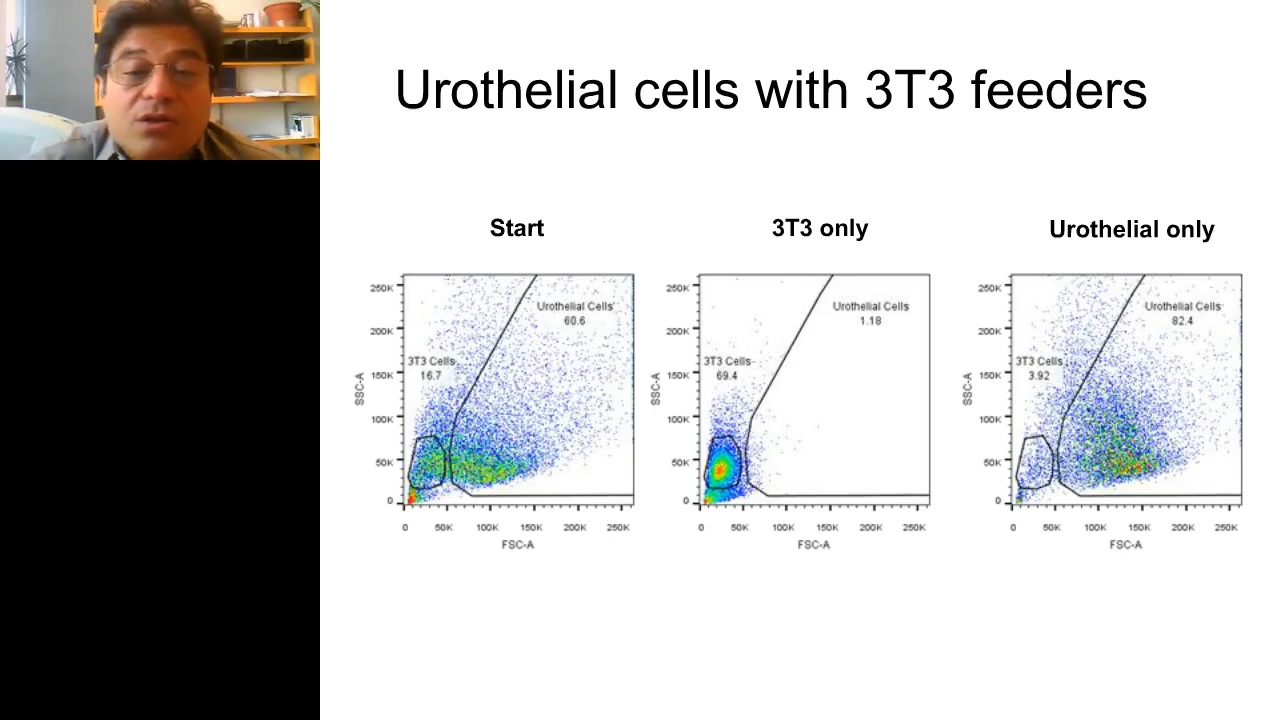 Urothelial cells with 3T3 feeders
Start
3T3 only
Urothelial only
SSC-A
250K
200K
150K
100K
50K
0
Urothelial Cells
60.6
3T3 Cells
16.7
0 50K 100K 150K 200K 250K
FSC-A
SSC-A
250K
200K
150K
100K
50K
0
Urothelial Cells
1.18
3T3 Cells
69.4
0 50K 100K 150K 200K 250K
FSC-A
SSC-A
250K
200K
150K
100K
50K
0
Urothelial Cells
82.4
3T3 Cells
3.92
0 50K 100K 150K 200K 250K
FSC-A